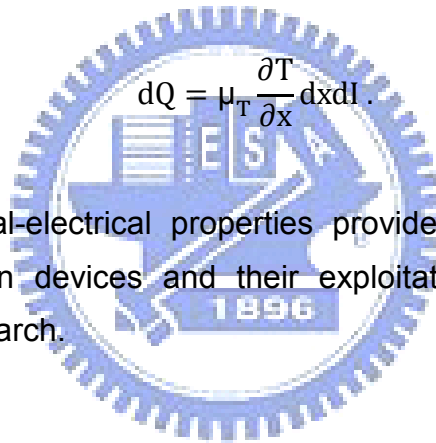 dQ = μ_T ∂T/∂x dxdI .
E S A
al-electrical properties provide
n devices and their exploitat
1896
arch.